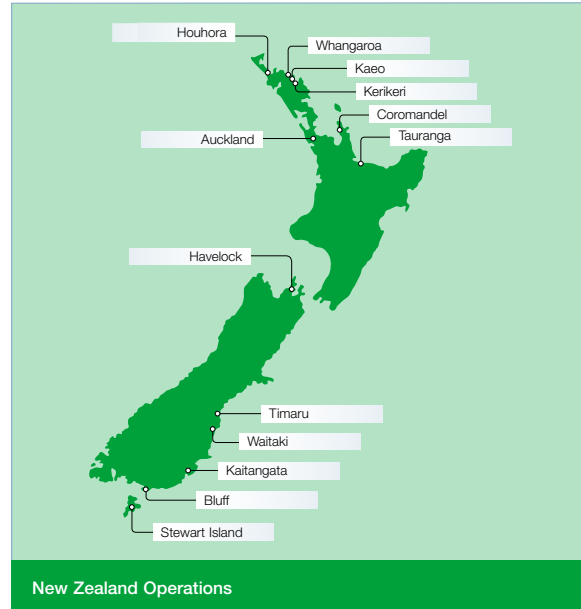 Houhora
Whangaroa
Kaeo
Kerikeri
Coromandel
Auckland
Tauranga
Havelock
Timaru
Waitaki
Kaitangata
Bluff
Stewart Island
New Zealand Operations